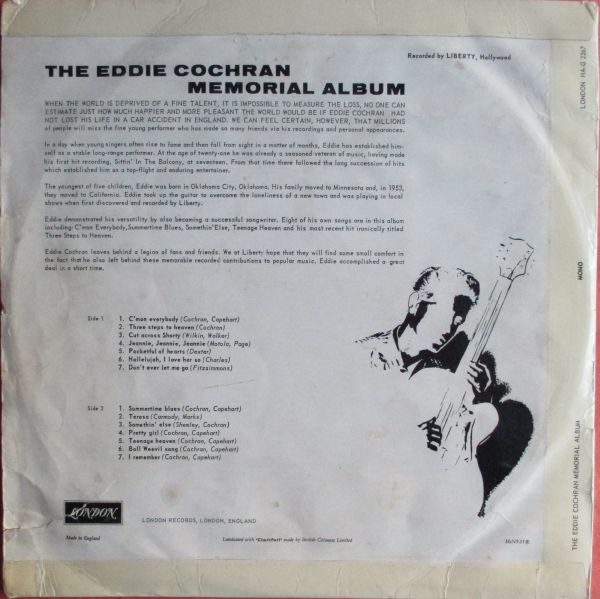 Recorded by LIBERTY, Hollywood
THE EDDIE COCHRAN
MEMORIAL ALBUM
WHEN THE WORLD IS DEPRIVED OF A FINE TALENT, IT IS IMPOSSIBLE TO MEASURE THE LOSS, NO ONE CAN
ESTIMATE JUST HOW MUCH HAPPIER AND MORE PLEASANT THE WORLD WOULD BE IF EDDIE COCHRAN HAD
NOT LOST HIS LIFE IN A CAR ACCIDENT IN ENGLAND. WE CAN FEEL CERTAIN, HOWEVER, THAT MILLIONS
of people will miss the fine young performer who has made so many friends via his recordings and personal appearances.
In a day when young singers often rise to fame and then fall from sight in a matter of months, Eddie has established him-
self as a stable long-range performer. At the age of twenty-one he was already a seasoned veteran of music, having made
his first hit recording, Sittin' In The Balcony, at seventeen. From that time there followed the long succession of hits
which established him as a top-flight and enduring entertainer.
The youngest of five children, Eddie was born in Oklahoma City, Oklahoma. His family moved to Minnesota and, in 1953,
they moved to California. Eddie took up the guitar to overcome the loneliness of a new town and was playing in local
shows when first discovered and recorded by Liberty.
Eddie demonstrated his versatility by also becoming a successful songwriter. Eight of his own songs are in this album
including: C'mon Everybody, Summertime Blues, Somethin' Else, Teenage Heaven and his most recent hit ironically titled
Three Steps to Heaven.
Eddie Cochran leaves behind a legion of fans and friends. We at Liberty hope that they will find some small comfort in
the fact that he also left behind these memorable recorded contributions to popular music. Eddie accomplished a great
deal in a short time.
Side 1 1. C'mon everybody (Cochran, Capehart)
2. Three steps to heaven (Cochran)
3. Cut across Shorty (Wilkin, Walker)
4. Jeannie, Jeannie, Jeannie (Motola, Page)
5. Pocketful of hearts (Dexter)
6. Hallelujah, I love her so (Charles)
7. Don't ever let me go (Fitzsimmons)
Side 2 1. Summertime blues (Cochran, Capehart)
2. Teresa (Carmody, Marks)
3. Somethin' else (Sheeley, Cochran)
4. Pretty girl (Cochran, Capehart)
5. Teenage heaven (Cochran, Capehart)
6. Boll Weevil song (Cochran, Capehart)
7. I remember (Cochran, Capehart)
LONDON
LONDON RECORDS, LONDON, ENGLAND
Made in England
Laminated with 'Clarifoil' made by British Celanese Limited
LONDON HA-G 2267
MONO
THE EDDIE COCHRAN MEMORIAL ALBUM